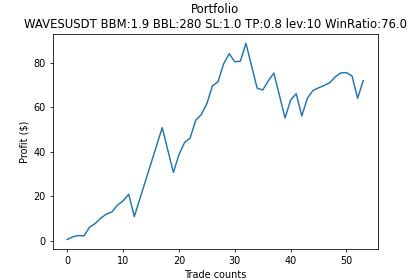 Portfolio
WAVESUSDT BBM:1.9 BBL:280 SL:1.0 TP:0.8 lev:10 WinRatio:76.0
80
60
40
20
0
Profit ($)
0 10 20 30 40 50
Trade counts